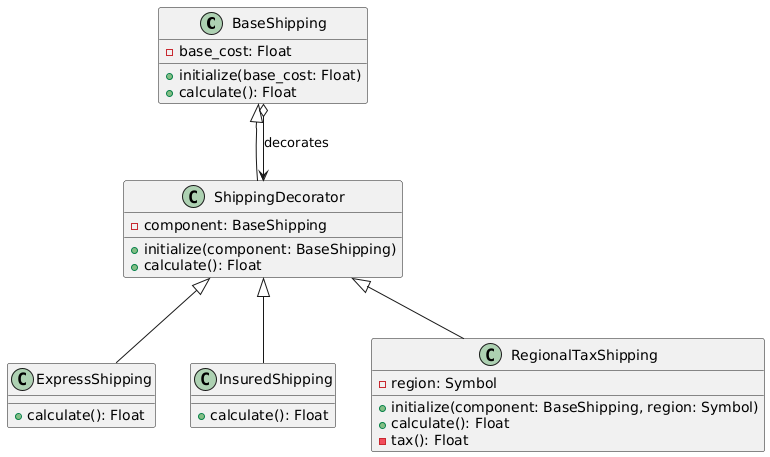 C BaseShipping
base_cost: Float
initialize(base_cost: Float)
calculate(): Float
decorates
C ShippingDecorator
component: BaseShipping
initialize(component: BaseShipping)
calculate(): Float
C ExpressShipping
calculate(): Float
C InsuredShipping
calculate(): Float
C RegionalTaxShipping
region: Symbol
initialize(component: BaseShipping, region: Symbol)
calculate(): Float
tax(): Float